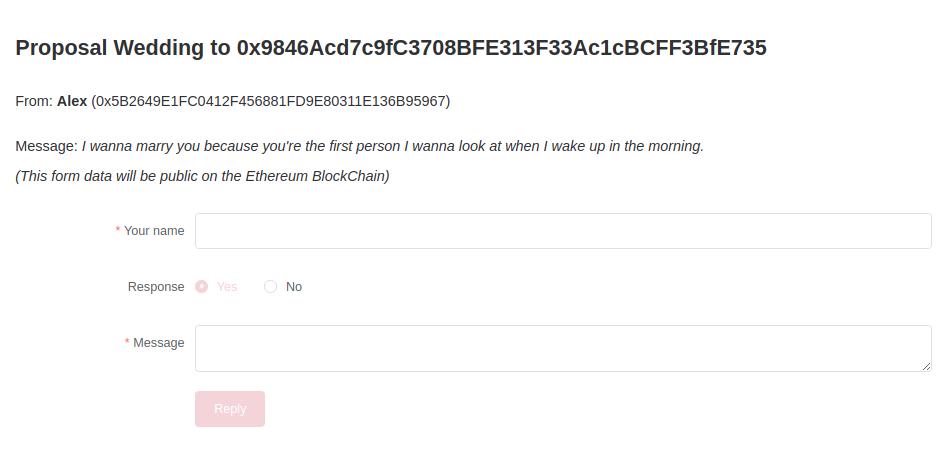 Proposal Wedding to 0x9846Acd7c9fC3708BFE313F33Ac1cBCFF3BfE735
From: Alex (0x5B2649E1FC0412F456881FD9E80311E136B95967)
Message: I wanna marry you because you're the first person I wanna look at when I wake up in the morning.
(This form data will be public on the Ethereum BlockChain)
* Your name
Response Yes No
* Message
Reply